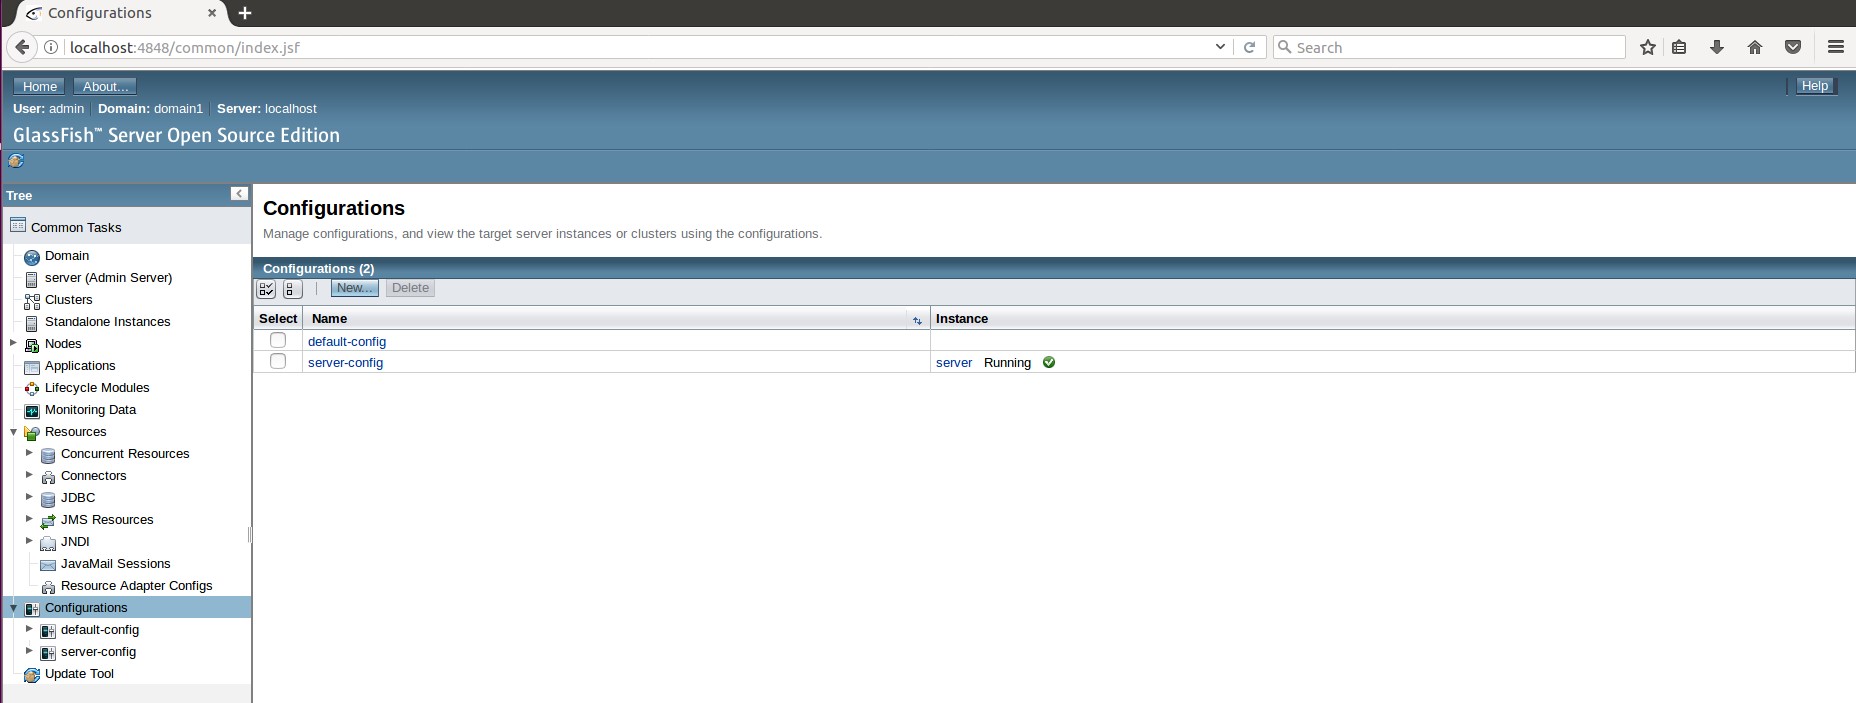 Configurations
localhost:4848/common/index.jsf
Search
Home About...
Help
User: admin Domain: domain1 Server: localhost
GlassFish™ Server Open Source Edition
Tree
Common Tasks
Domain
server (Admin Server)
Clusters
Standalone Instances
Nodes
Applications
Lifecycle Modules
Monitoring Data
Resources
Concurrent Resources
Connectors
JDBC
JMS Resources
JNDI
JavaMail Sessions
Resource Adapter Configs
Configurations
default-config
server-config
Update Tool
Configurations
Manage configurations, and view the target server instances or clusters using the configurations.
Configurations (2)
New... Delete
Select Name Instance
default-config
server-config server Running